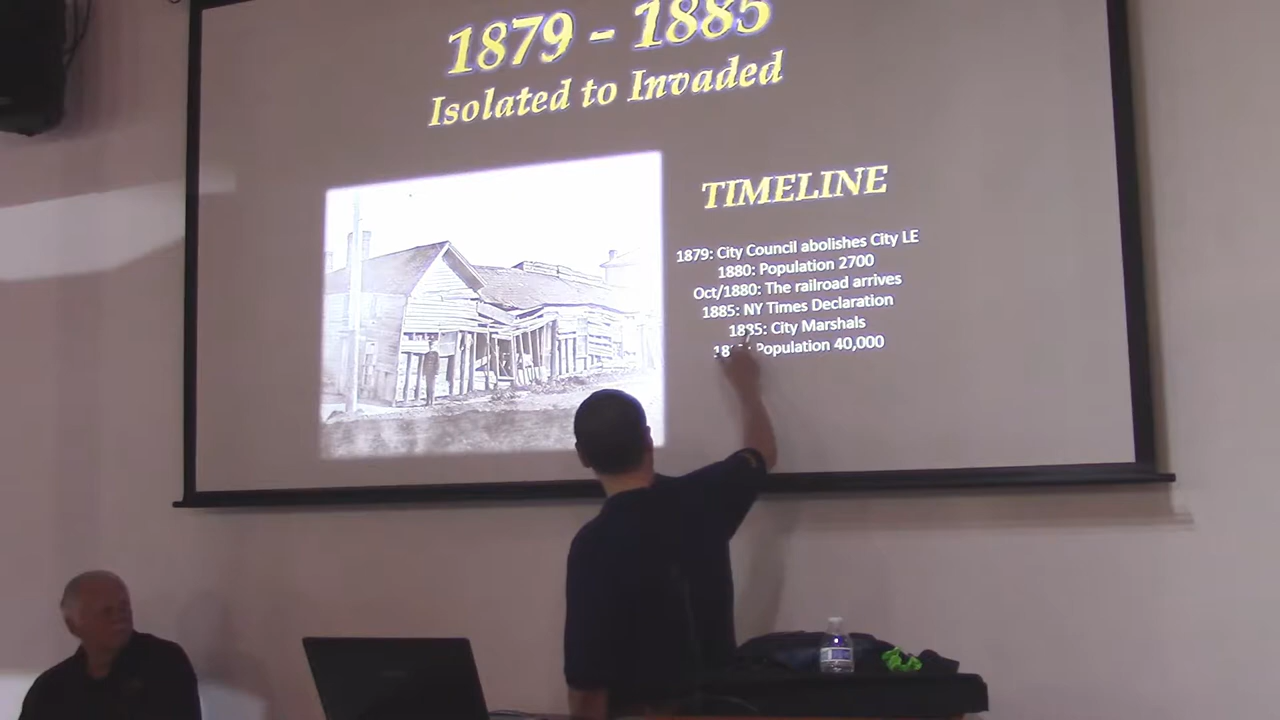 1879 - 1885
Isolated to Invaded
TIMELINE
1879: City Council abolishes City LE
1880: Population 2700
Oct/1880: The railroad arrives
1885: NY Times Declaration
1885: City Marshals
Population 40,000